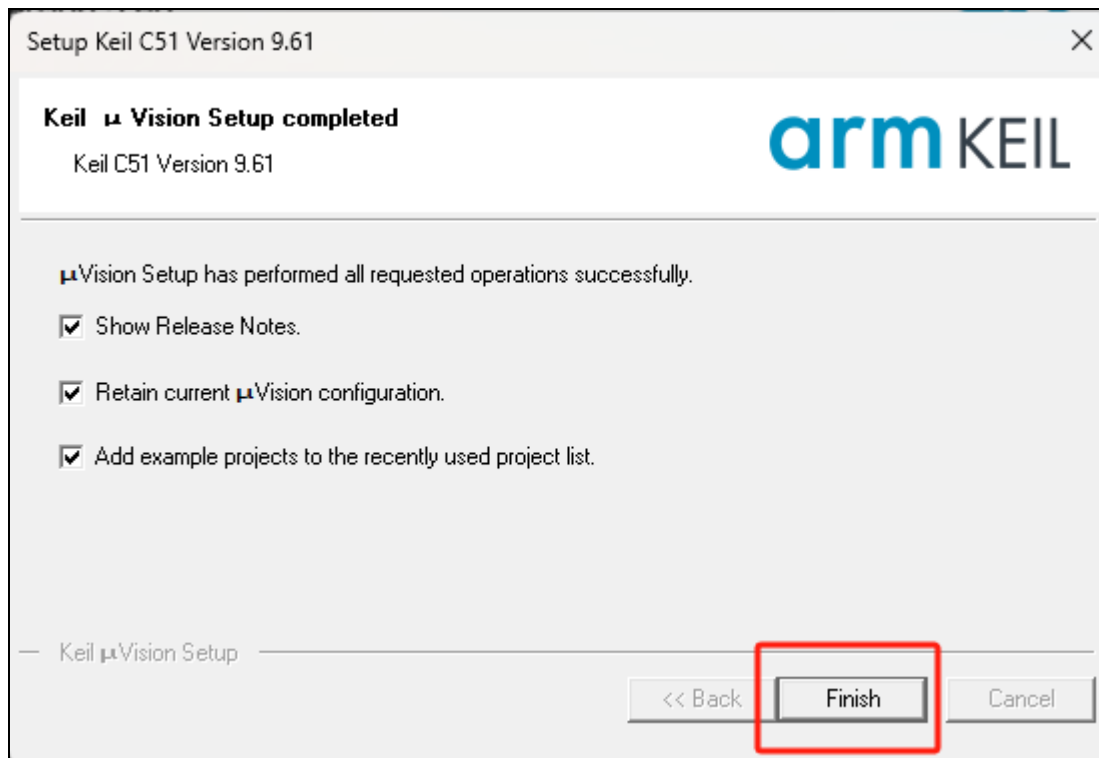 Setup Keil C51 Version 9.61
Keil μ Vision Setup completed
Keil C51 Version 9.61
arm KEIL
μVision Setup has performed all requested operations successfully.
Show Release Notes.
Retain current μVision configuration.
Add example projects to the recently used project list.
Keil μVision Setup
<< Back
Finish
Cancel